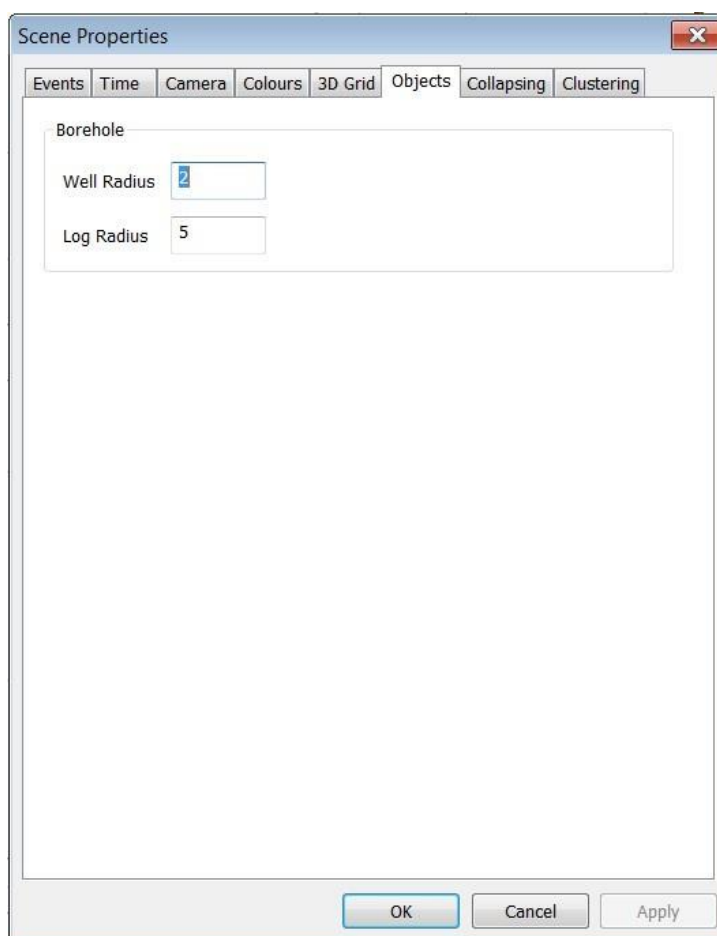 Scene Properties
Events Time Camera Colours 3D Grid Objects Collapsing Clustering
Borehole
Well Radius 2
Log Radius 5
OK Cancel Apply